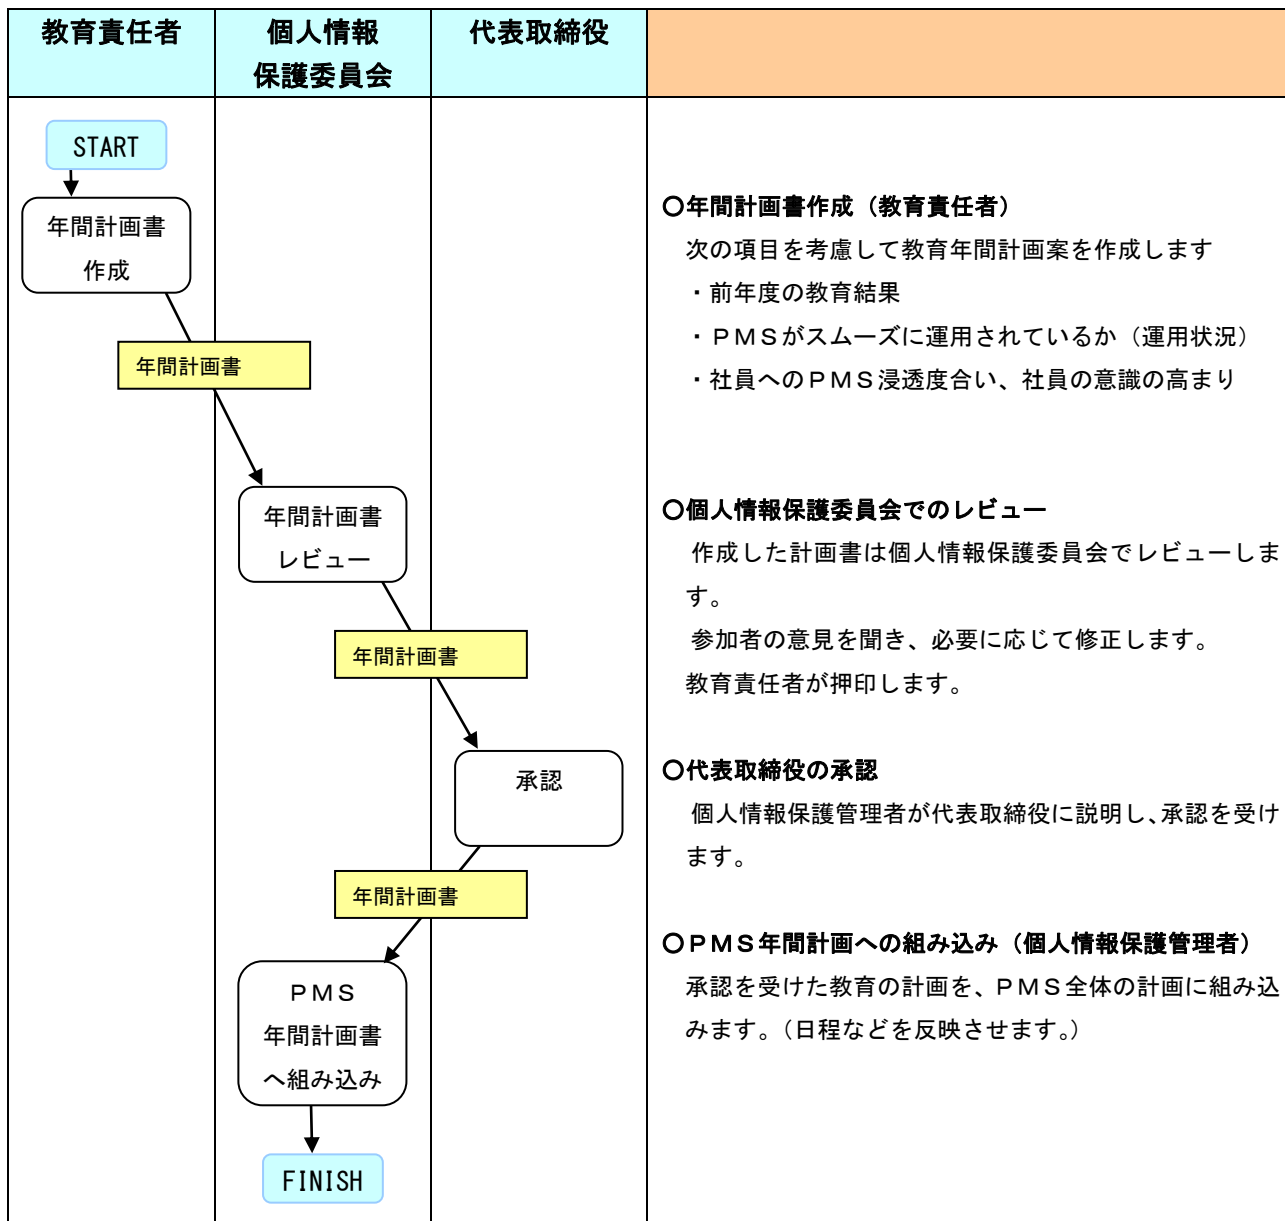 教育責任者
個人情報
保護委員会
代表取締役
START
年間計画書
作成
年間計画書
年間計画書
レビュー
年間計画書
承認
年間計画書
ＰＭＳ
年間計画書
へ組み込み
FINISH
○年間計画書作成（教育責任者）
次の項目を考慮して教育年間計画案を作成します
・前年度の教育結果
・ＰＭＳがスムーズに運用されているか（運用状況）
・社員へのＰＭＳ浸透度合い、社員の意識の高まり
○個人情報保護委員会でのレビュー
作成した計画書は個人情報保護委員会でレビューしま
す。
参加者の意見を聞き、必要に応じて修正します。
教育責任者が押印します。
○代表取締役の承認
個人情報保護管理者が代表取締役に説明し、承認を受け
ます。
○ＰＭＳ年間計画への組み込み（個人情報保護管理者）
承認を受けた教育の計画を、ＰＭＳ全体の計画に組み込
みます。（日程などを反映させます。）